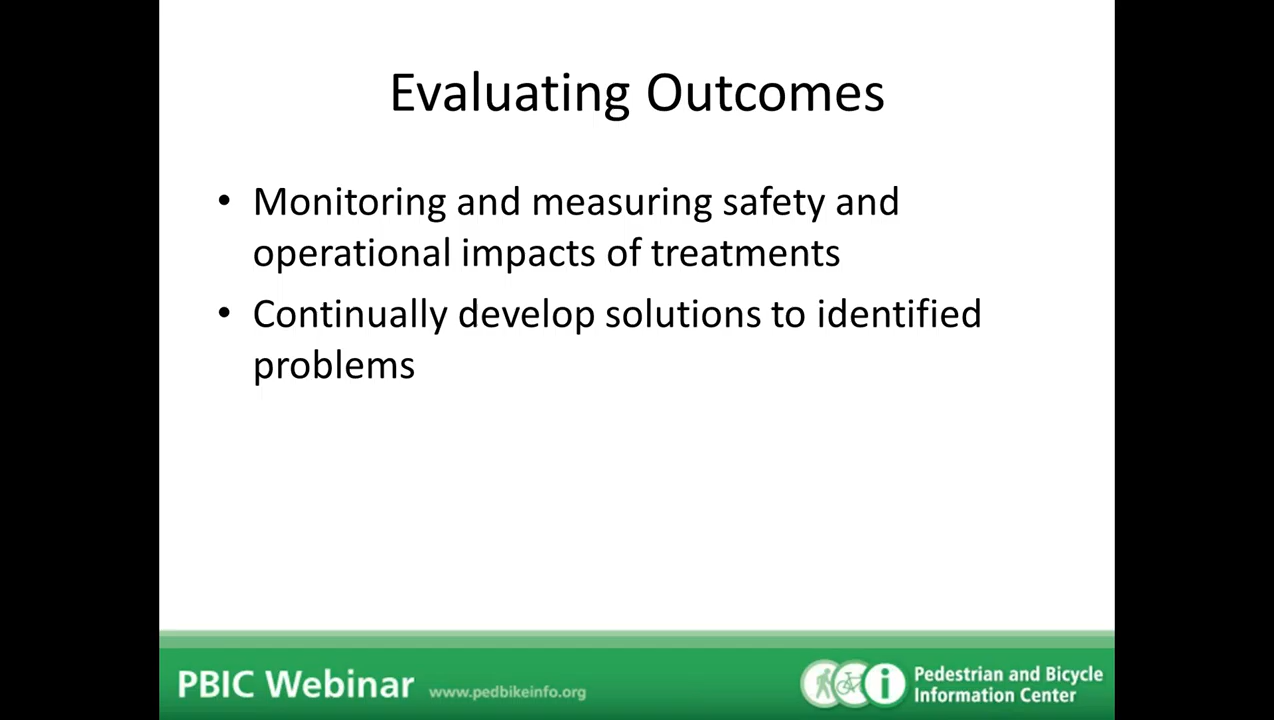 Evaluating Outcomes
• Monitoring and measuring safety and
operational impacts of treatments
• Continually develop solutions to identified
problems
PBIC Webinar www.pedbikeinfo.org
i Pedestrian and Bicycle
Information Center